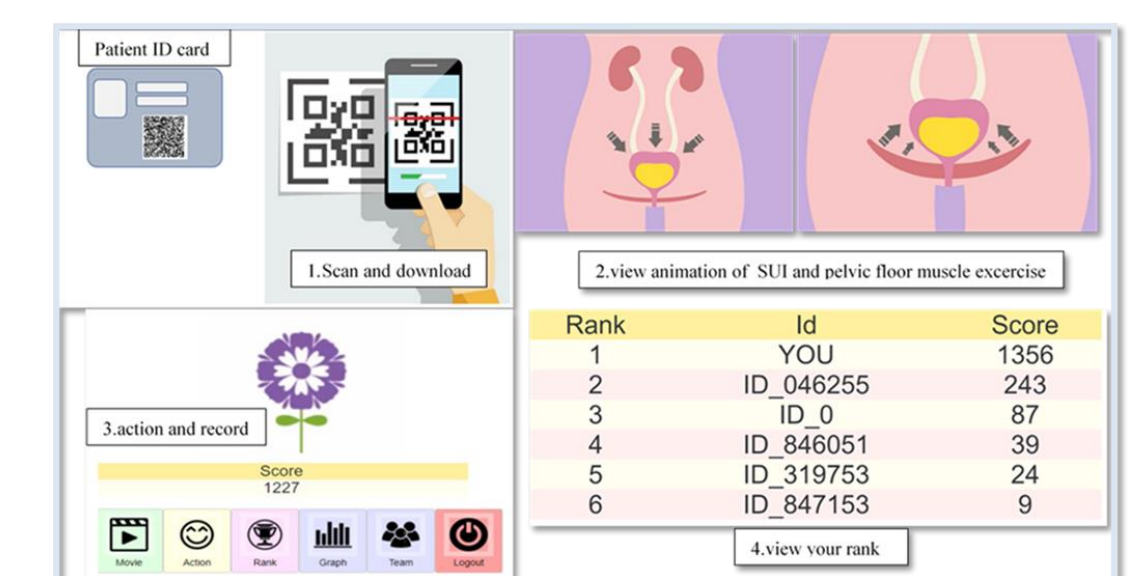 Patient ID card
1.Scan and download
2.view animation of SUI and pelvic floor muscle excercise
3.action and record
Score
1227
Movie Action Rank Graph Team Logout
Rank Id Score
1 YOU 1356
2 ID_046255 243
3 ID_0 87
4 ID_846051 39
5 ID_319753 24
6 ID_847153 9
4.view your rank